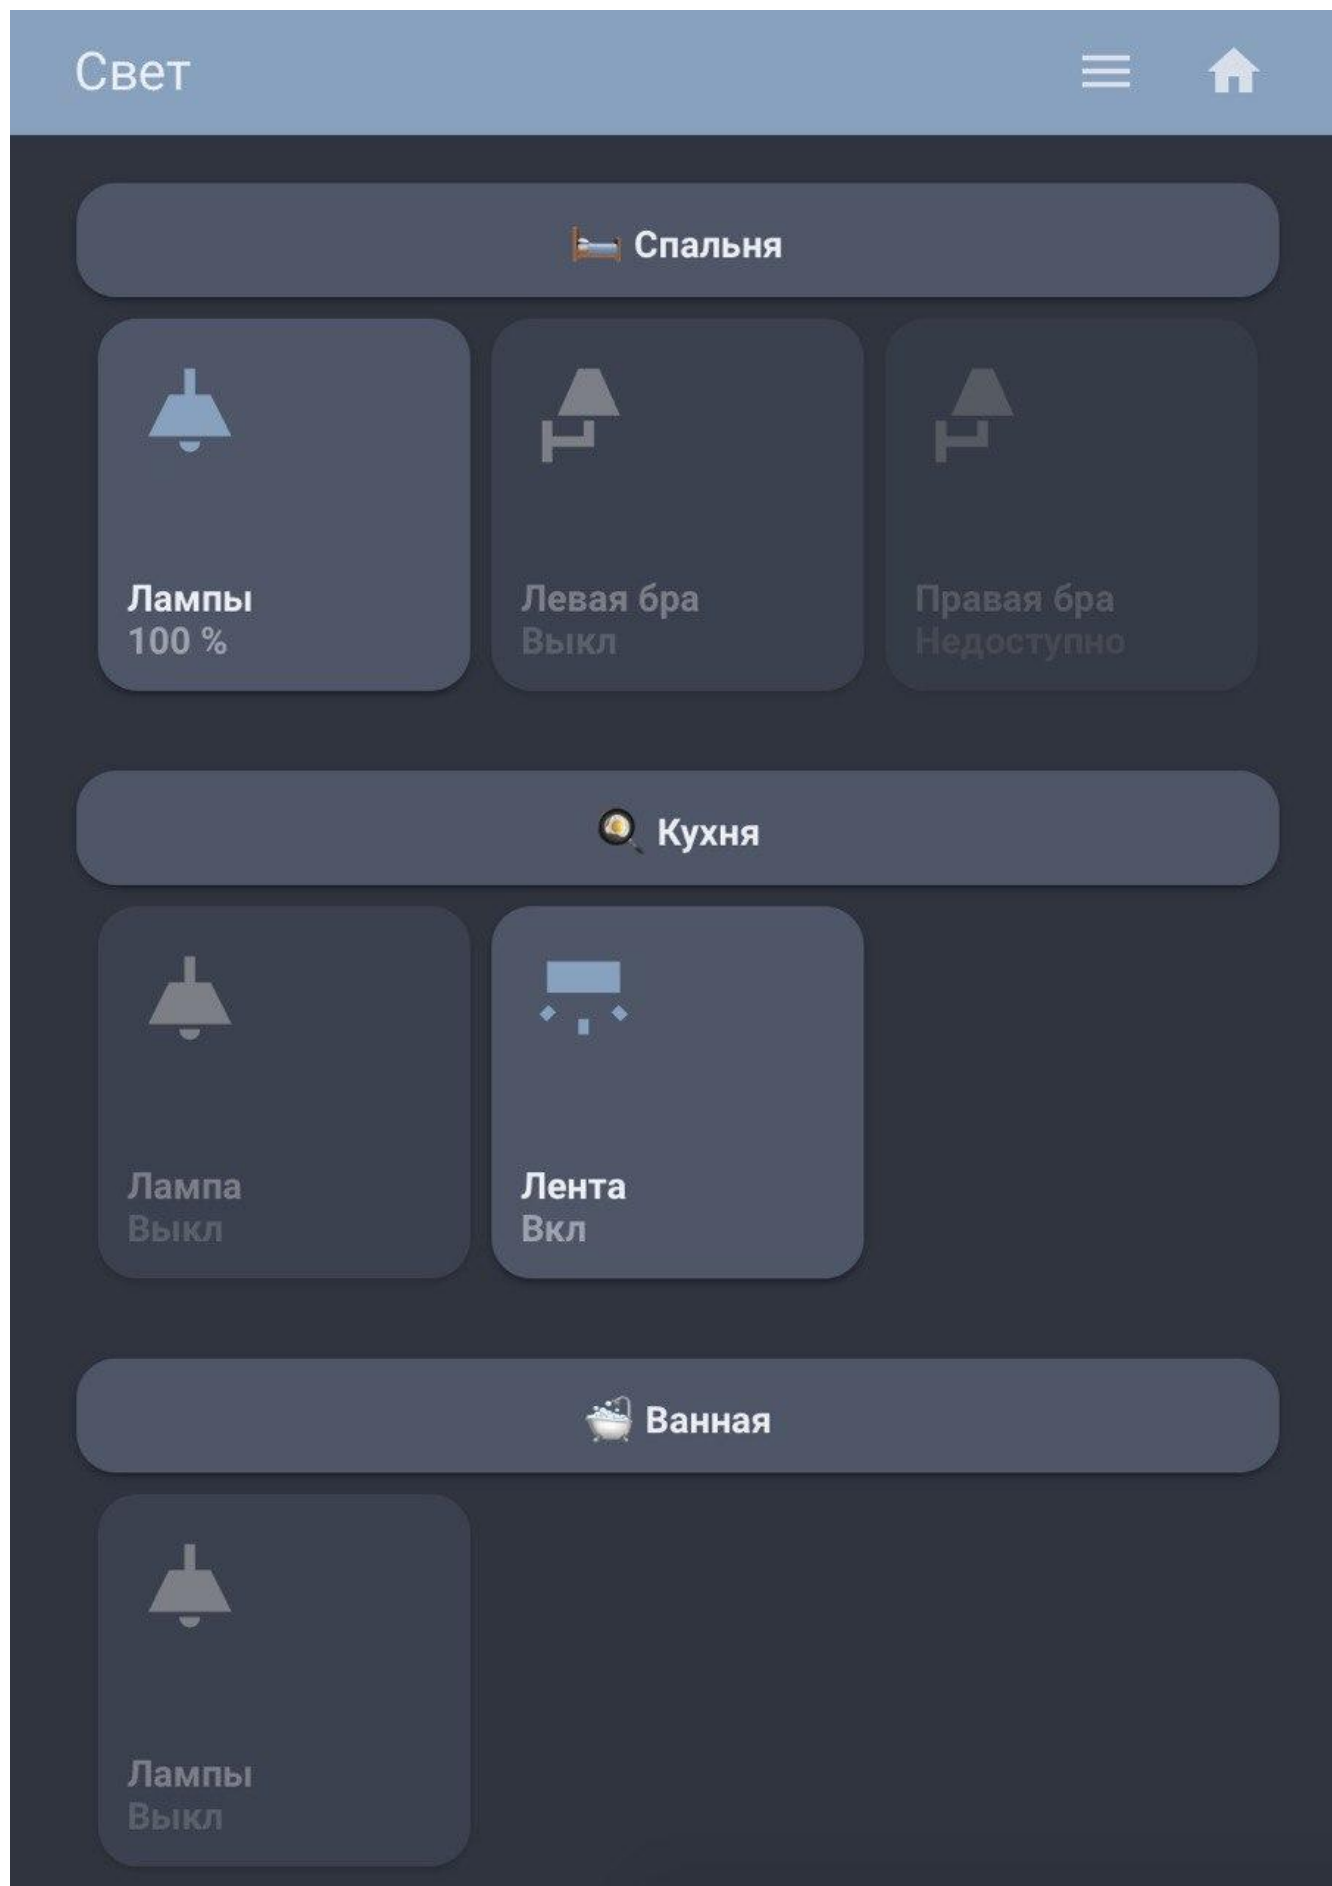 Свет
Спальня
Лампы
100 %
Левая бра
Выкл
Правая бра
Недоступно
Кухня
Лампа
Выкл
Лента
Вкл
Ванная
Лампы
Выкл